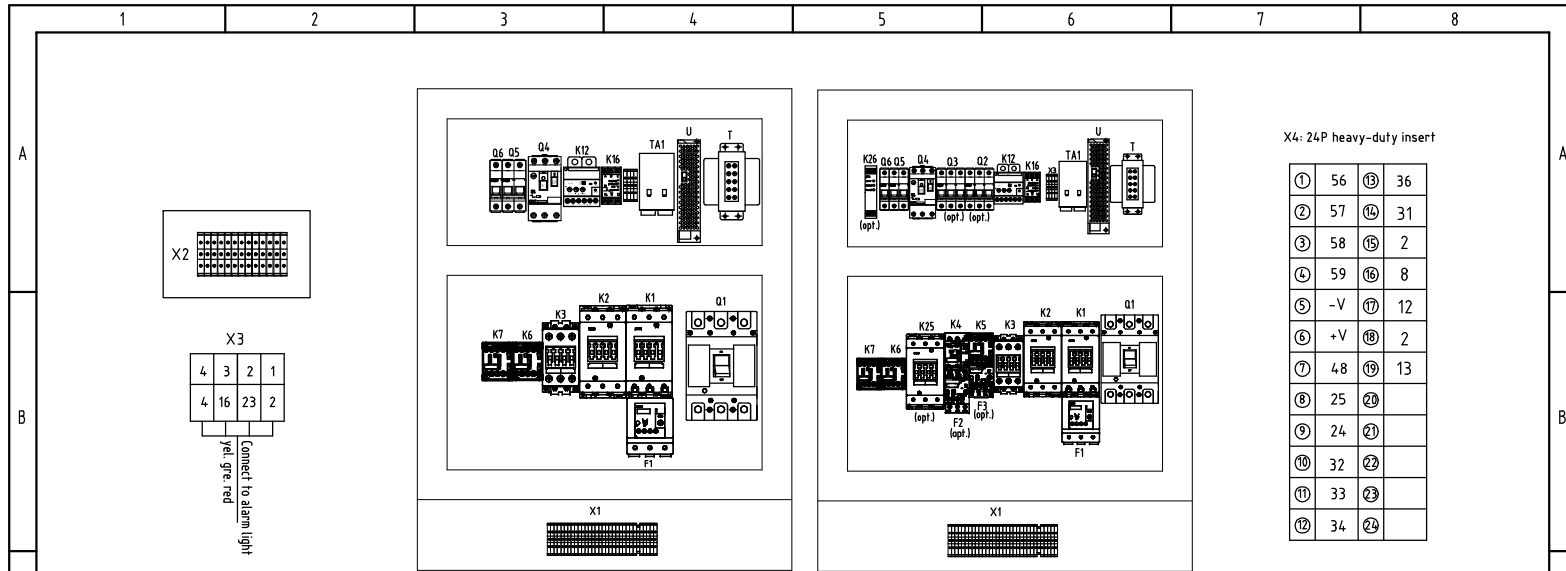 1 2 3 4 5 6 7 8
A A
X4: 24P heavy-duty insert
① 56 ⑬ 36
② 57 ⑭ 31
③ 58 ⑮ 2
④ 59 ⑯ 8
⑤ -V ⑰ 12
⑥ +V ⑱ 2
⑦ 48 ⑲ 13
⑧ 25 ⑳
⑨ 24 ㉑
⑩ 32 ㉒
⑪ 33 ㉓
⑫ 34 ㉔
X2
X3
4 3 2 1
4 16 23 2
Connect to alarm light
yel. gre. red
Q6 Q5 Q4 K12 K16 TA1 U T
K7 K6 K3 K2 K1 Q1
F1
X1
K26 Q6 Q5 Q4 Q3 Q2 K12 K16 X3 TA1 U T
(opt.) (opt.) (opt.)
K7 K6 K25 K4 K5 K3 K2 K1 Q1
(opt.) F2 F3 F1
(opt.) (opt.)
X1
B B